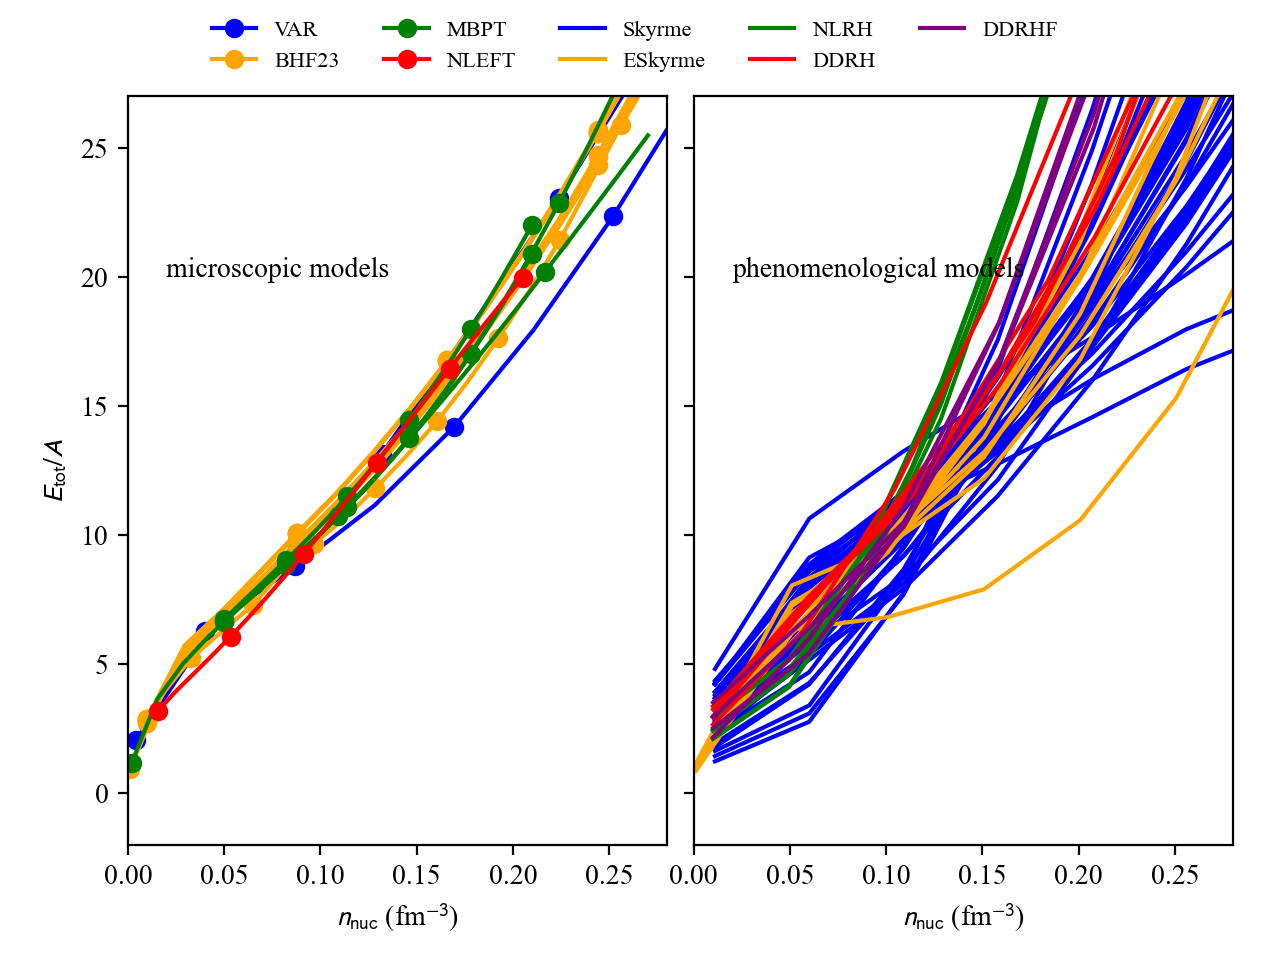 VAR MBPT Skyrme NLRH DDRHF
BHF23 NLEFT ESkyrme DDRH
25
20
15
10
5
0
E_tot/A
microscopic models
phenomenological models
0.00 0.05 0.10 0.15 0.20 0.25 0.00 0.05 0.10 0.15 0.20 0.25
n_nuc (fm⁻³) n_nuc (fm⁻³)